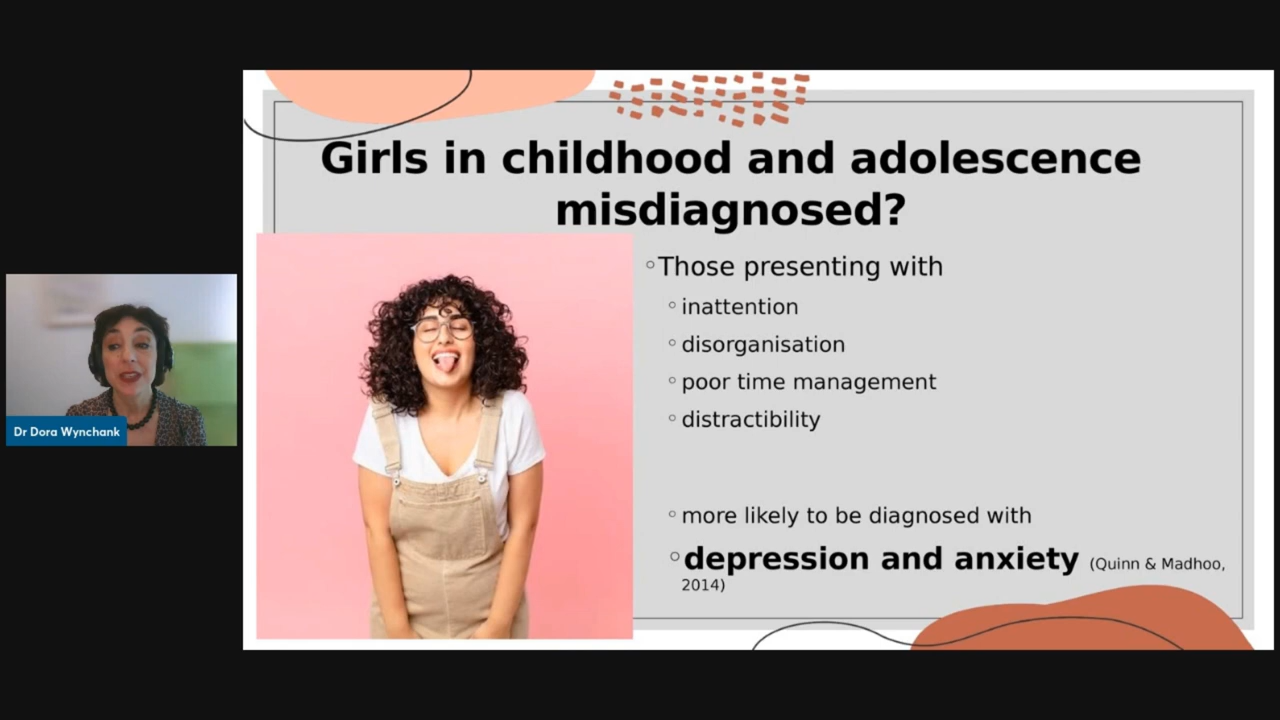 Girls in childhood and adolescence
misdiagnosed?
◦Those presenting with
◦ inattention
◦ disorganisation
◦ poor time management
◦ distractibility
◦ more likely to be diagnosed with
◦ depression and anxiety (Quinn & Madhoo,
2014)
Dr Dora Wynchank